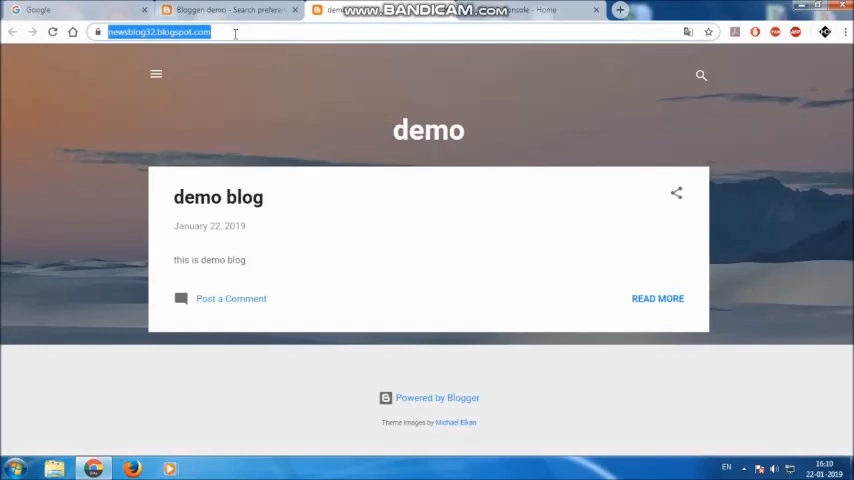 Google
Blogger: demo - Search preferen
www.BANDICAM.com
onsole - Home
newsblog32.blogspot.com
demo
demo blog
January 22, 2019
this is demo blog
Post a Comment
READ MORE
Powered by Blogger
Theme images by Michael Elkan
EN
16:10
22-01-2019